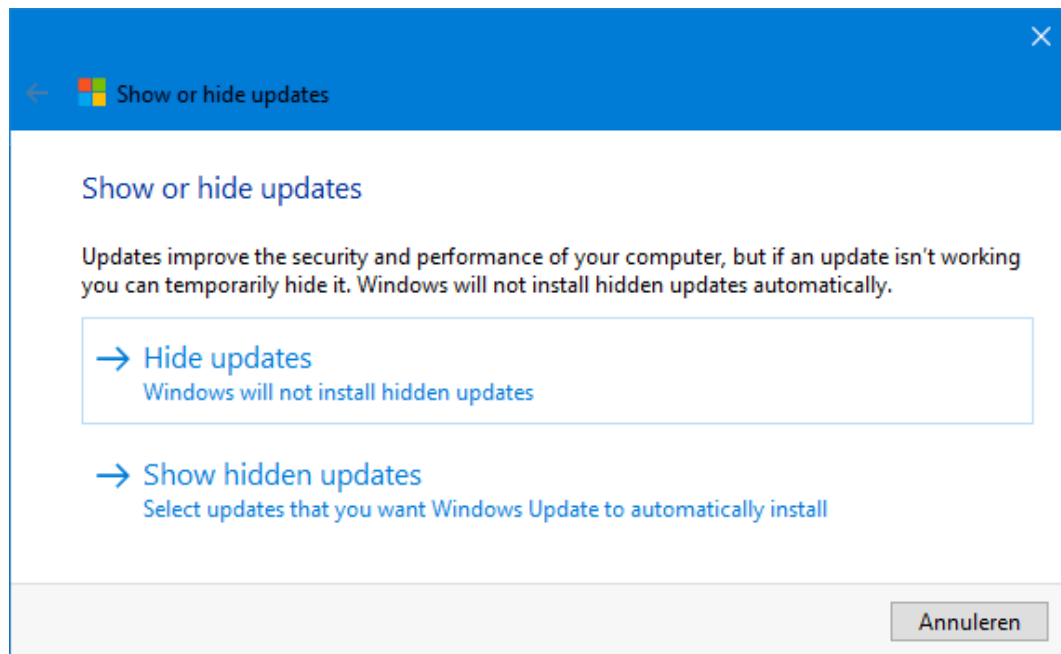 Show or hide updates
Show or hide updates
Updates improve the security and performance of your computer, but if an update isn't working
you can temporarily hide it. Windows will not install hidden updates automatically.
Hide updates
Windows will not install hidden updates
Show hidden updates
Select updates that you want Windows Update to automatically install
Annuleren